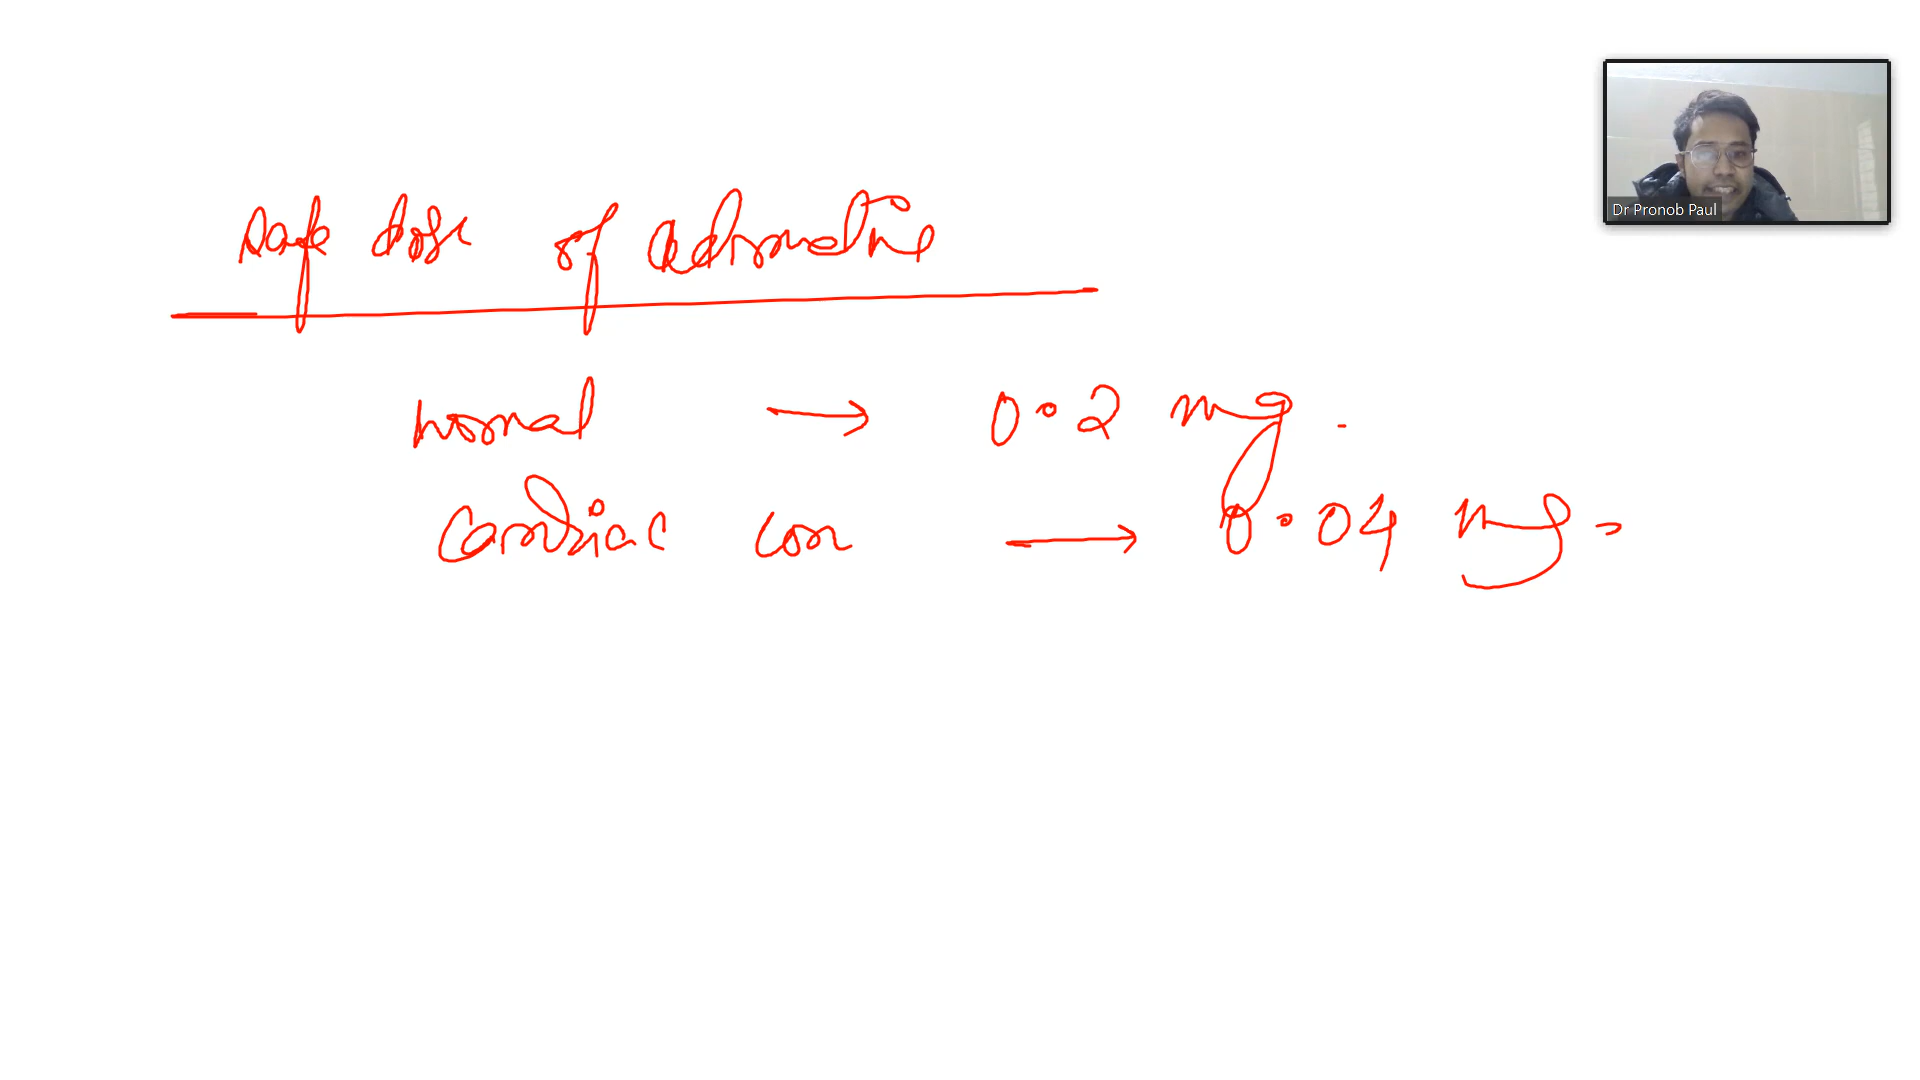 safe dose of adrenaline
normal → 0.2 mg.
cardiac con → 0.04 mg
Dr Pronob Paul